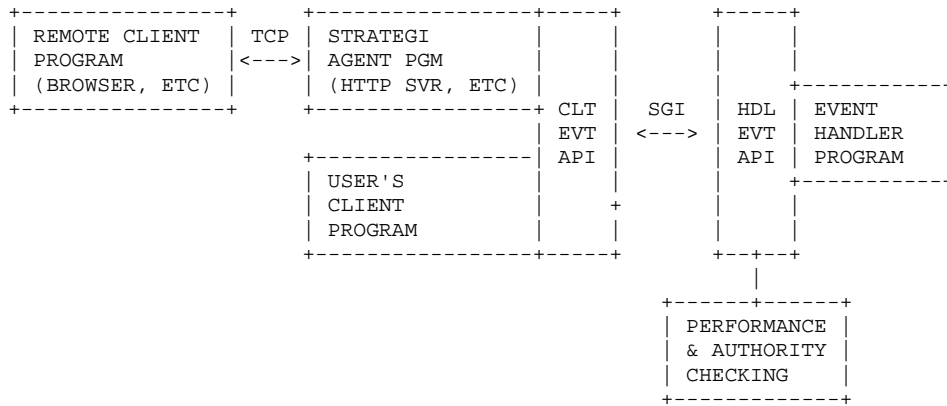 REMOTE CLIENT
PROGRAM
(BROWSER, ETC)
TCP
<--->
STRATEGI
AGENT PGM
(HTTP SVR, ETC)
USER'S
CLIENT
PROGRAM
CLT
EVT
API
SGI
<--->
HDL
EVT
API
EVENT
HANDLER
PROGRAM
PERFORMANCE
& AUTHORITY
CHECKING